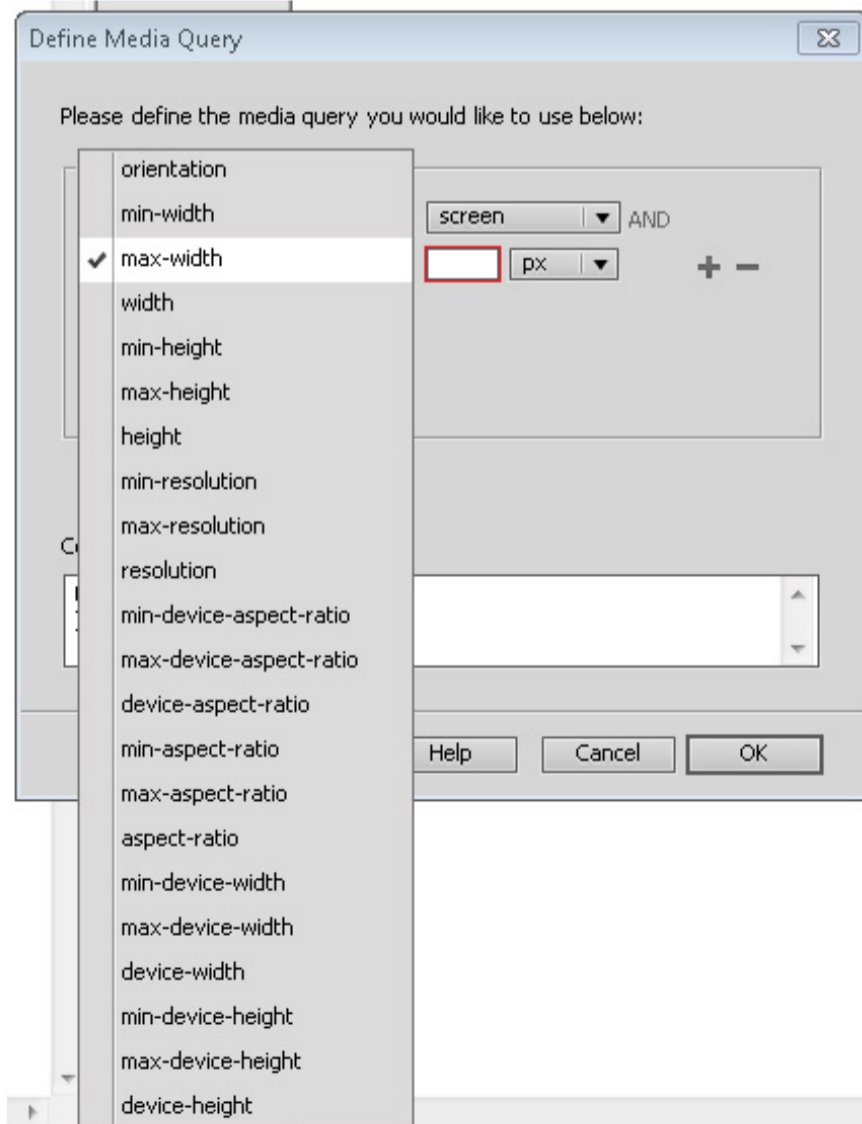 Define Media Query
Please define the media query you would like to use below:
orientation
min-width
screen AND
max-width
px
width
min-height
max-height
height
min-resolution
max-resolution
resolution
min-device-aspect-ratio
max-device-aspect-ratio
device-aspect-ratio
min-aspect-ratio
Help Cancel OK
max-aspect-ratio
aspect-ratio
min-device-width
max-device-width
device-width
min-device-height
max-device-height
device-height